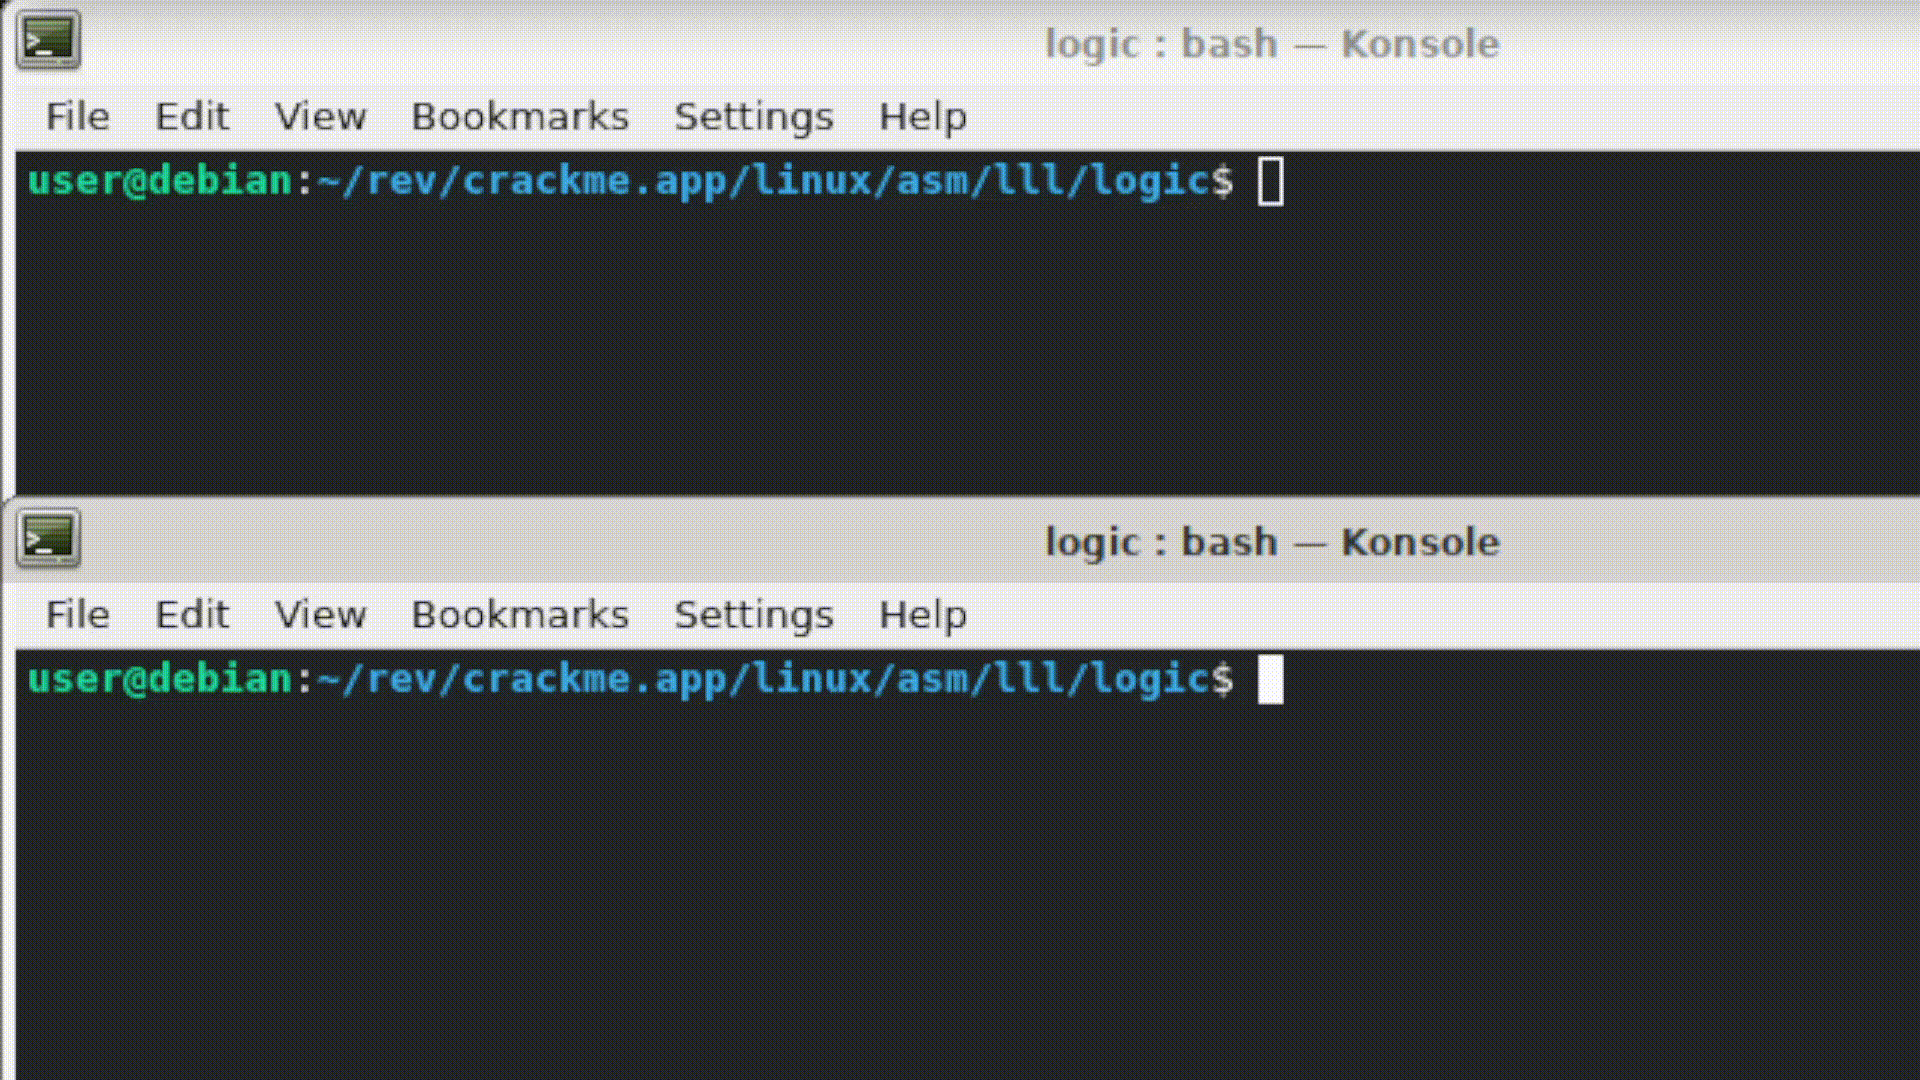 logic : bash — Konsole
File Edit View Bookmarks Settings Help
user@debian:~/rev/crackme.app/linux/asm/lll/logic$
logic : bash — Konsole
File Edit View Bookmarks Settings Help
user@debian:~/rev/crackme.app/linux/asm/lll/logic$